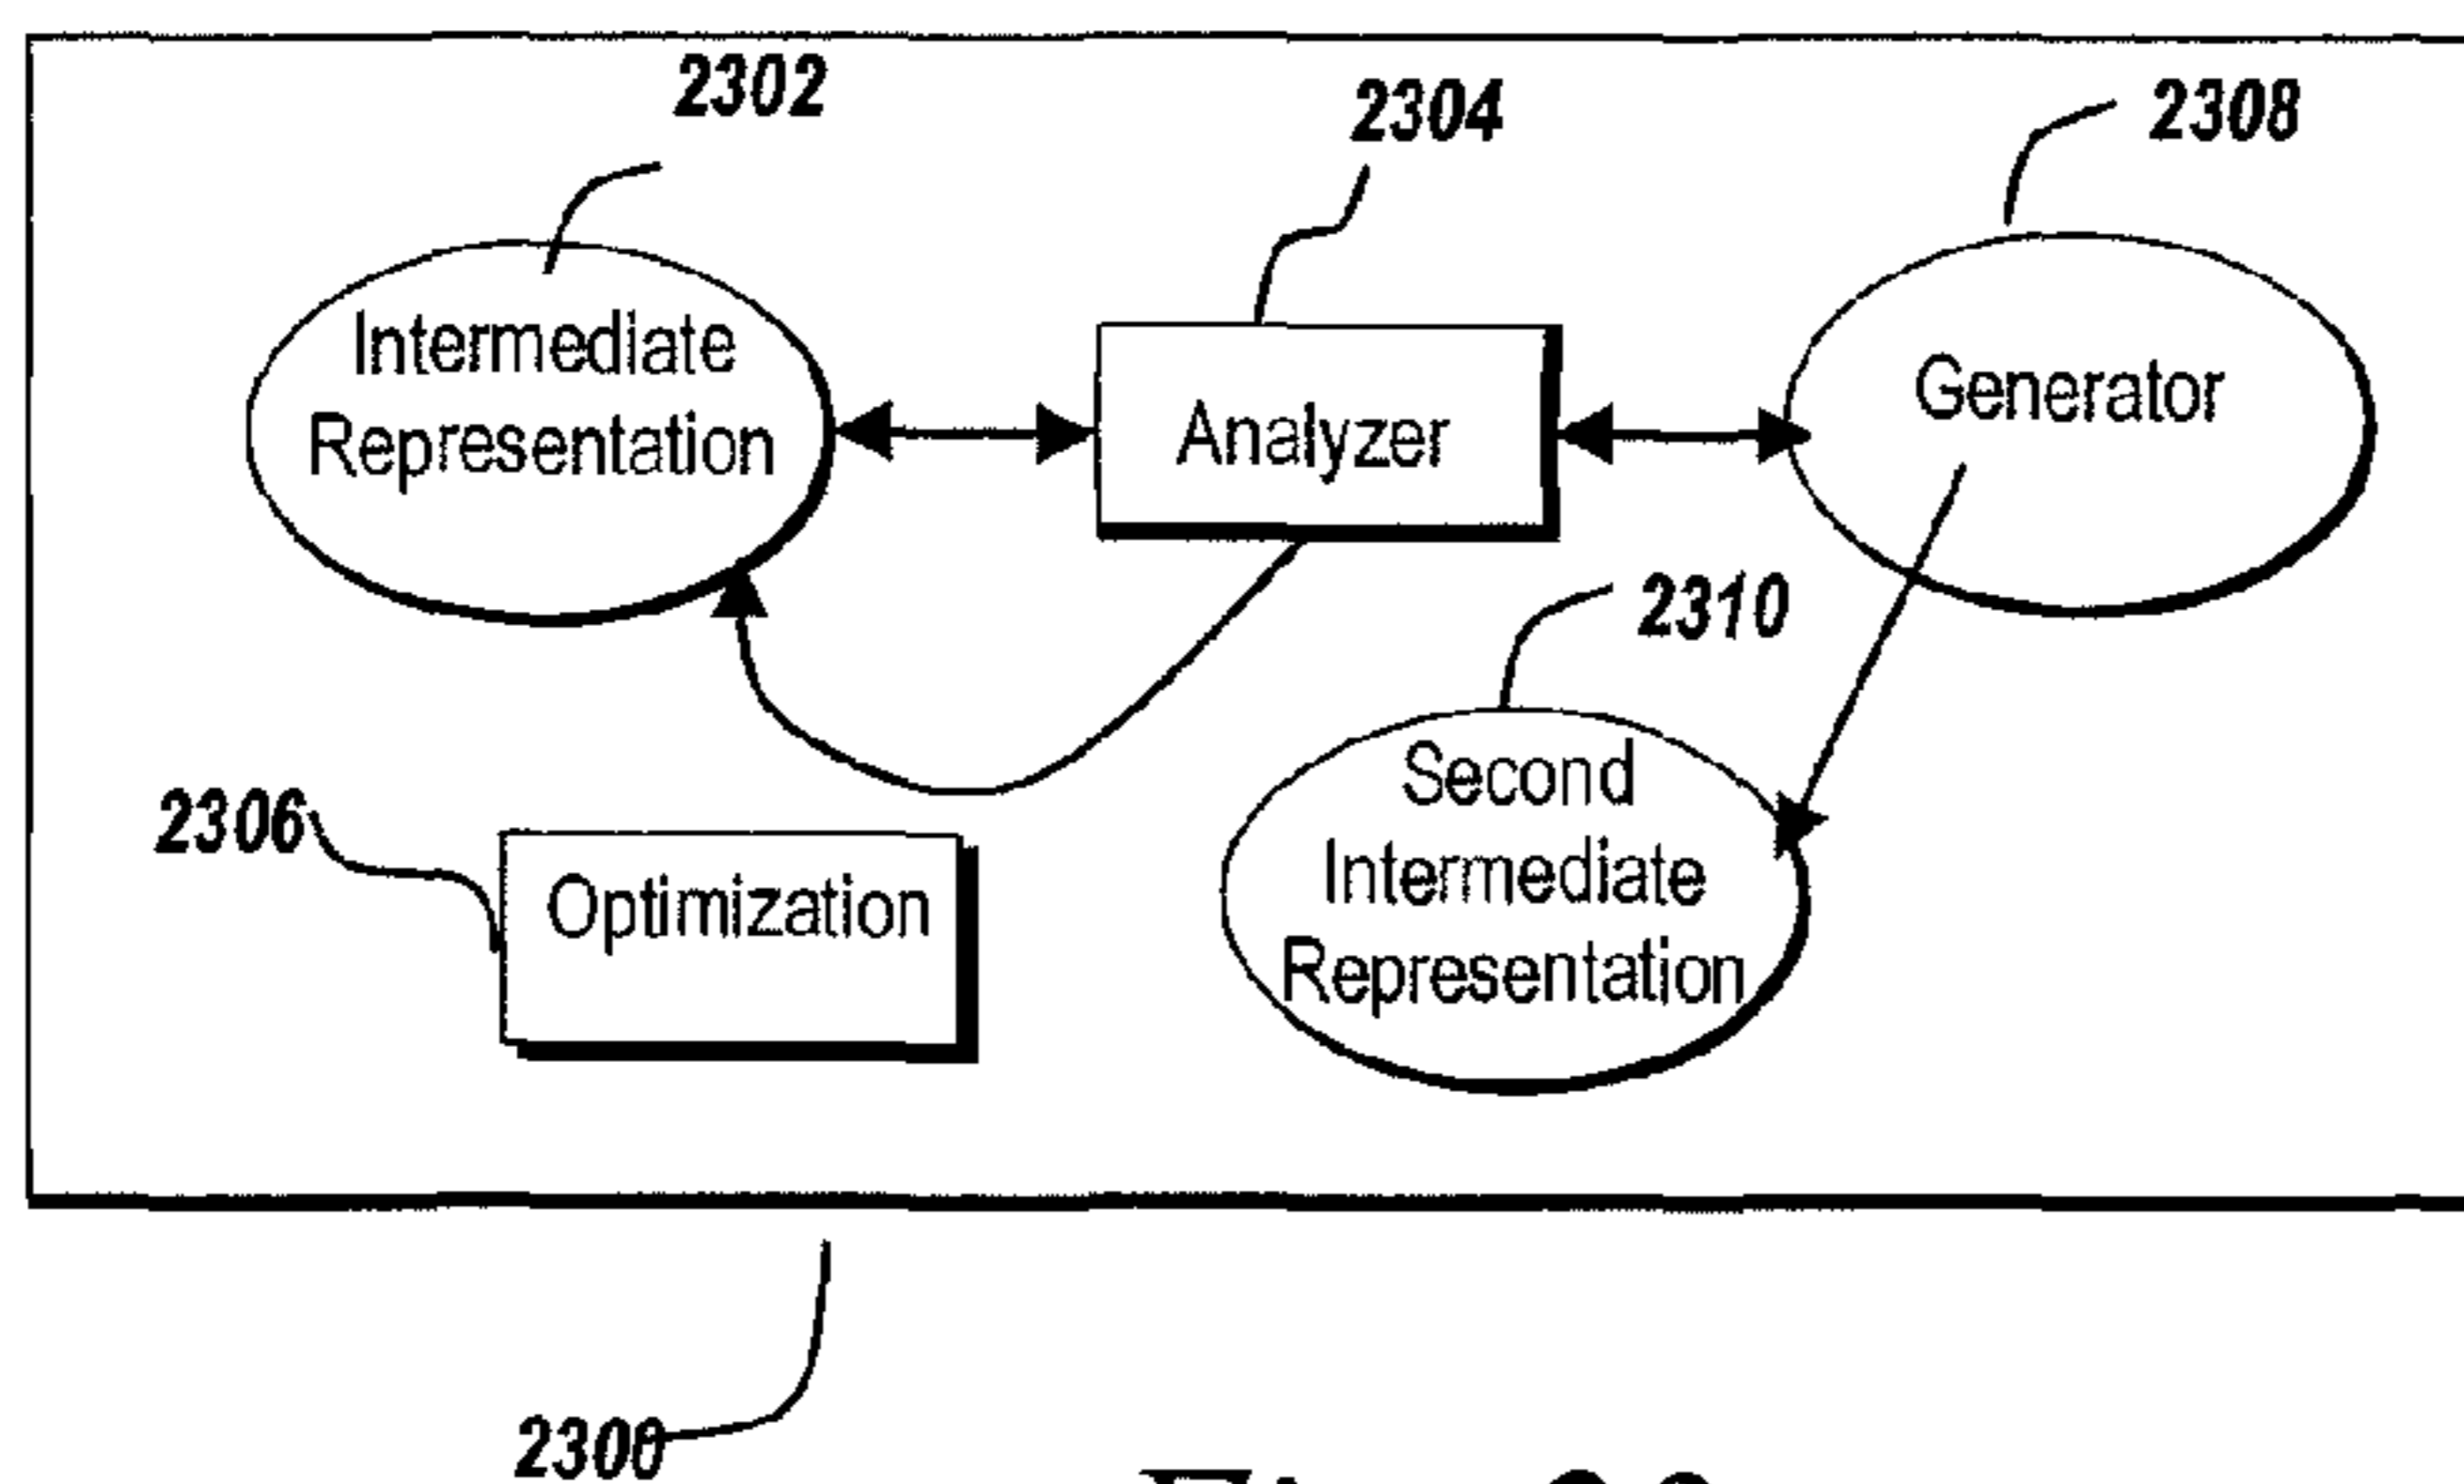 2302
2304
2308
Intermediate
Representation
Analyzer
Generator
2310
2306
Optimization
Second
Intermediate
Representation
2300